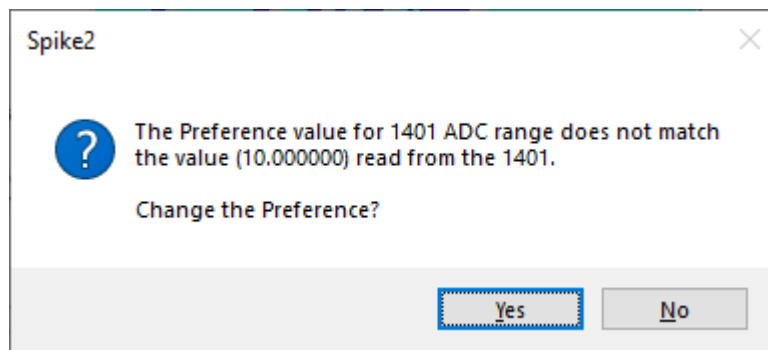 Spike2
The Preference value for 1401 ADC range does not match
the value (10.000000) read from the 1401.
Change the Preference?
Yes
No